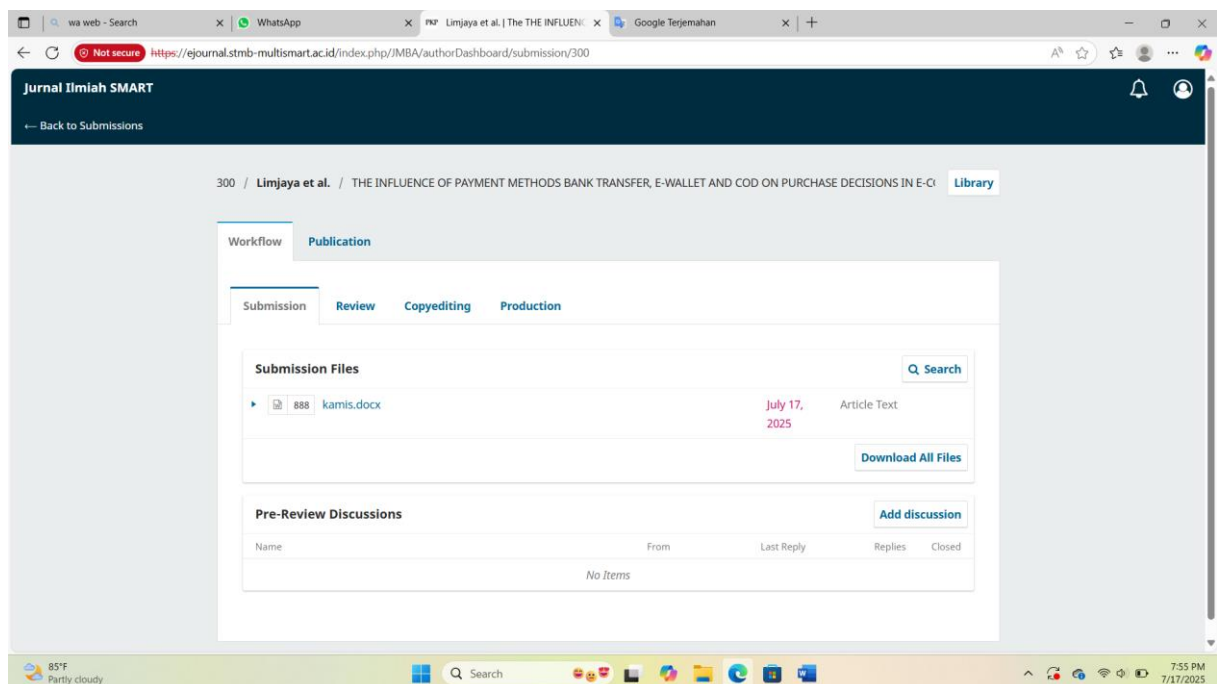 wa web - Search
WhatsApp
PKP Limjaya et al. | The THE INFLUENC
Google Terjemahan
Not secure https://ejournal.stmb-multismart.ac.id/index.php/JMBA/authorDashboard/submission/300
Jurnal Ilmiah SMART
← Back to Submissions
300 / Limjaya et al. / THE INFLUENCE OF PAYMENT METHODS BANK TRANSFER, E-WALLET AND COD ON PURCHASE DECISIONS IN E-C
Library
Workflow Publication
Submission Review Copyediting Production
Submission Files
Search
888 kamis.docx July 17, Article Text
2025
Download All Files
Pre-Review Discussions
Add discussion
Name From Last Reply Replies Closed
No Items
85°F
Partly cloudy
Search
7:55 PM
7/17/2025